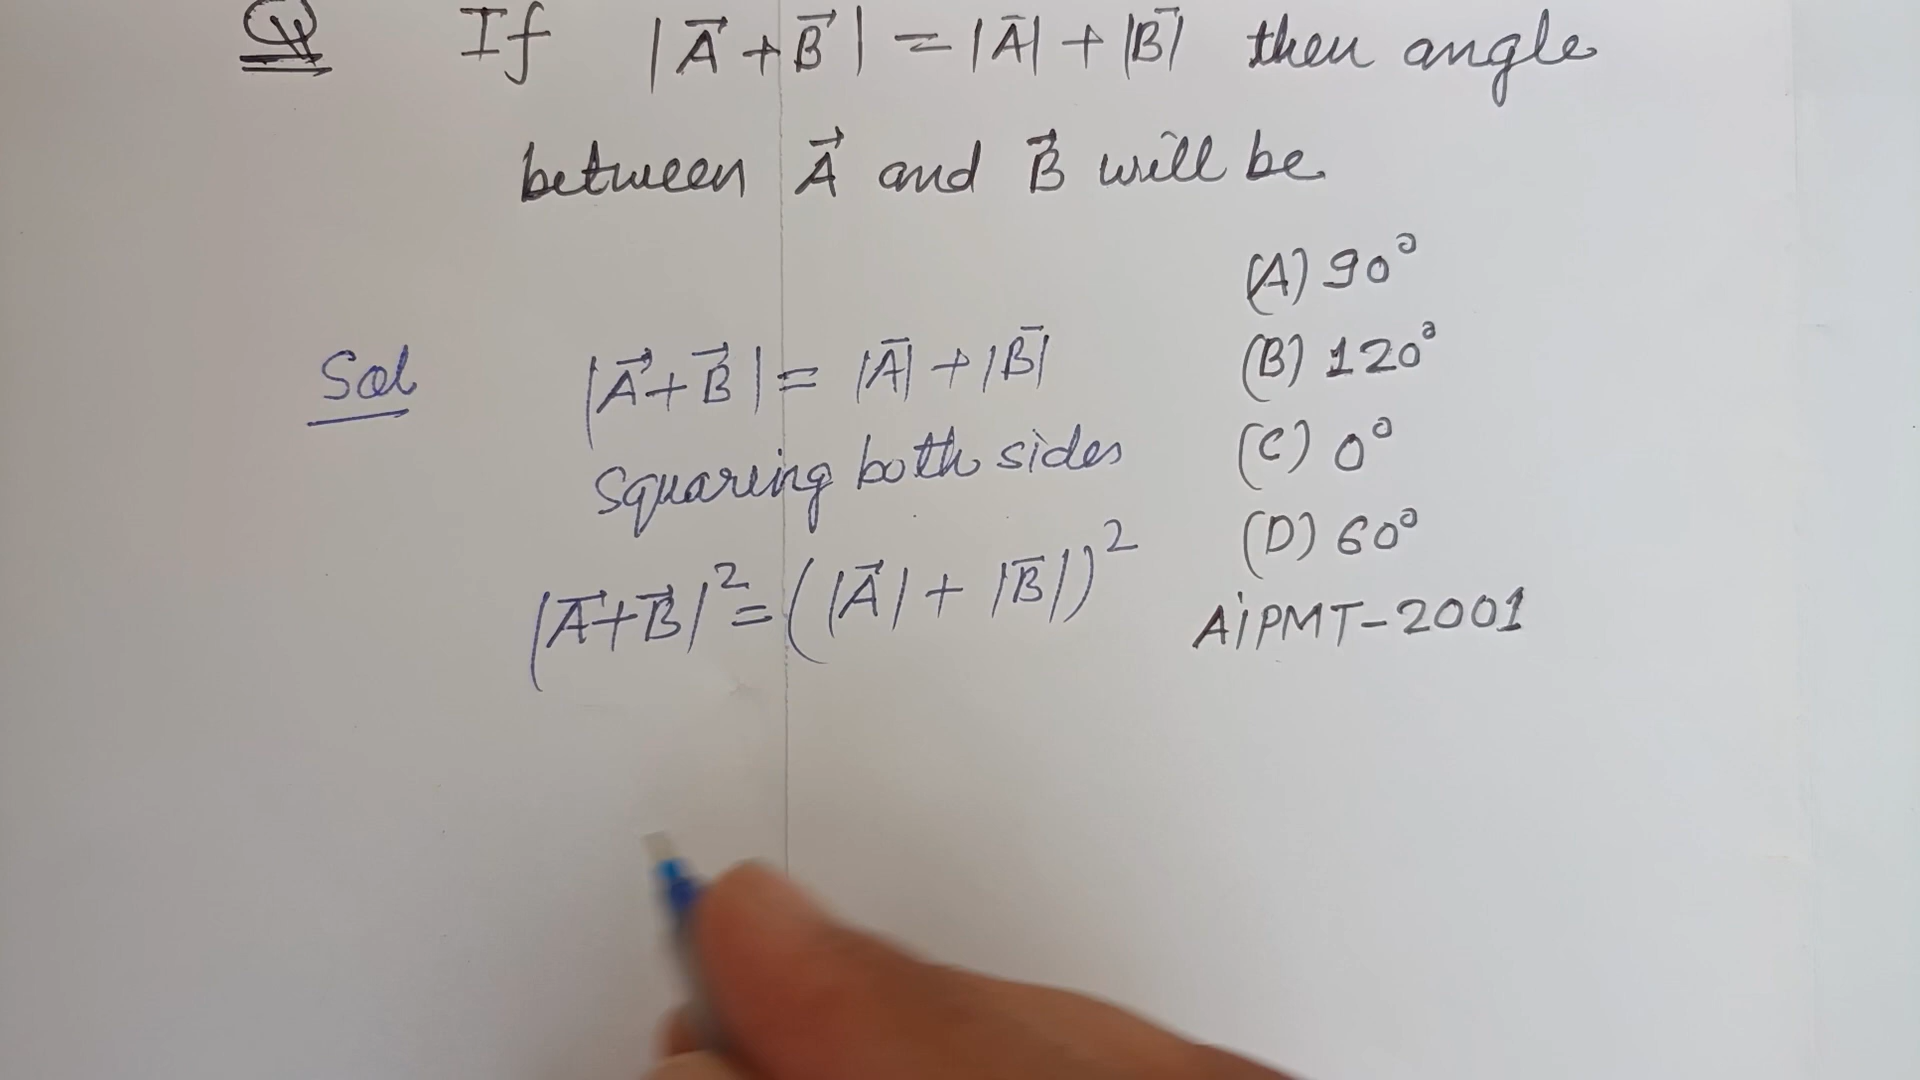 Q If |A⃗ + B⃗| = |Ā| + |B̄| then angle
between A⃗ and B⃗ will be
(A) 90°
(B) 120°
(C) 0°
(D) 60°
AiPMT-2001
Sol |A⃗ + B⃗| = |Ā| + |B̄|
Squaring both sides
|A⃗ + B⃗|² = (|A⃗| + |B̄|)²